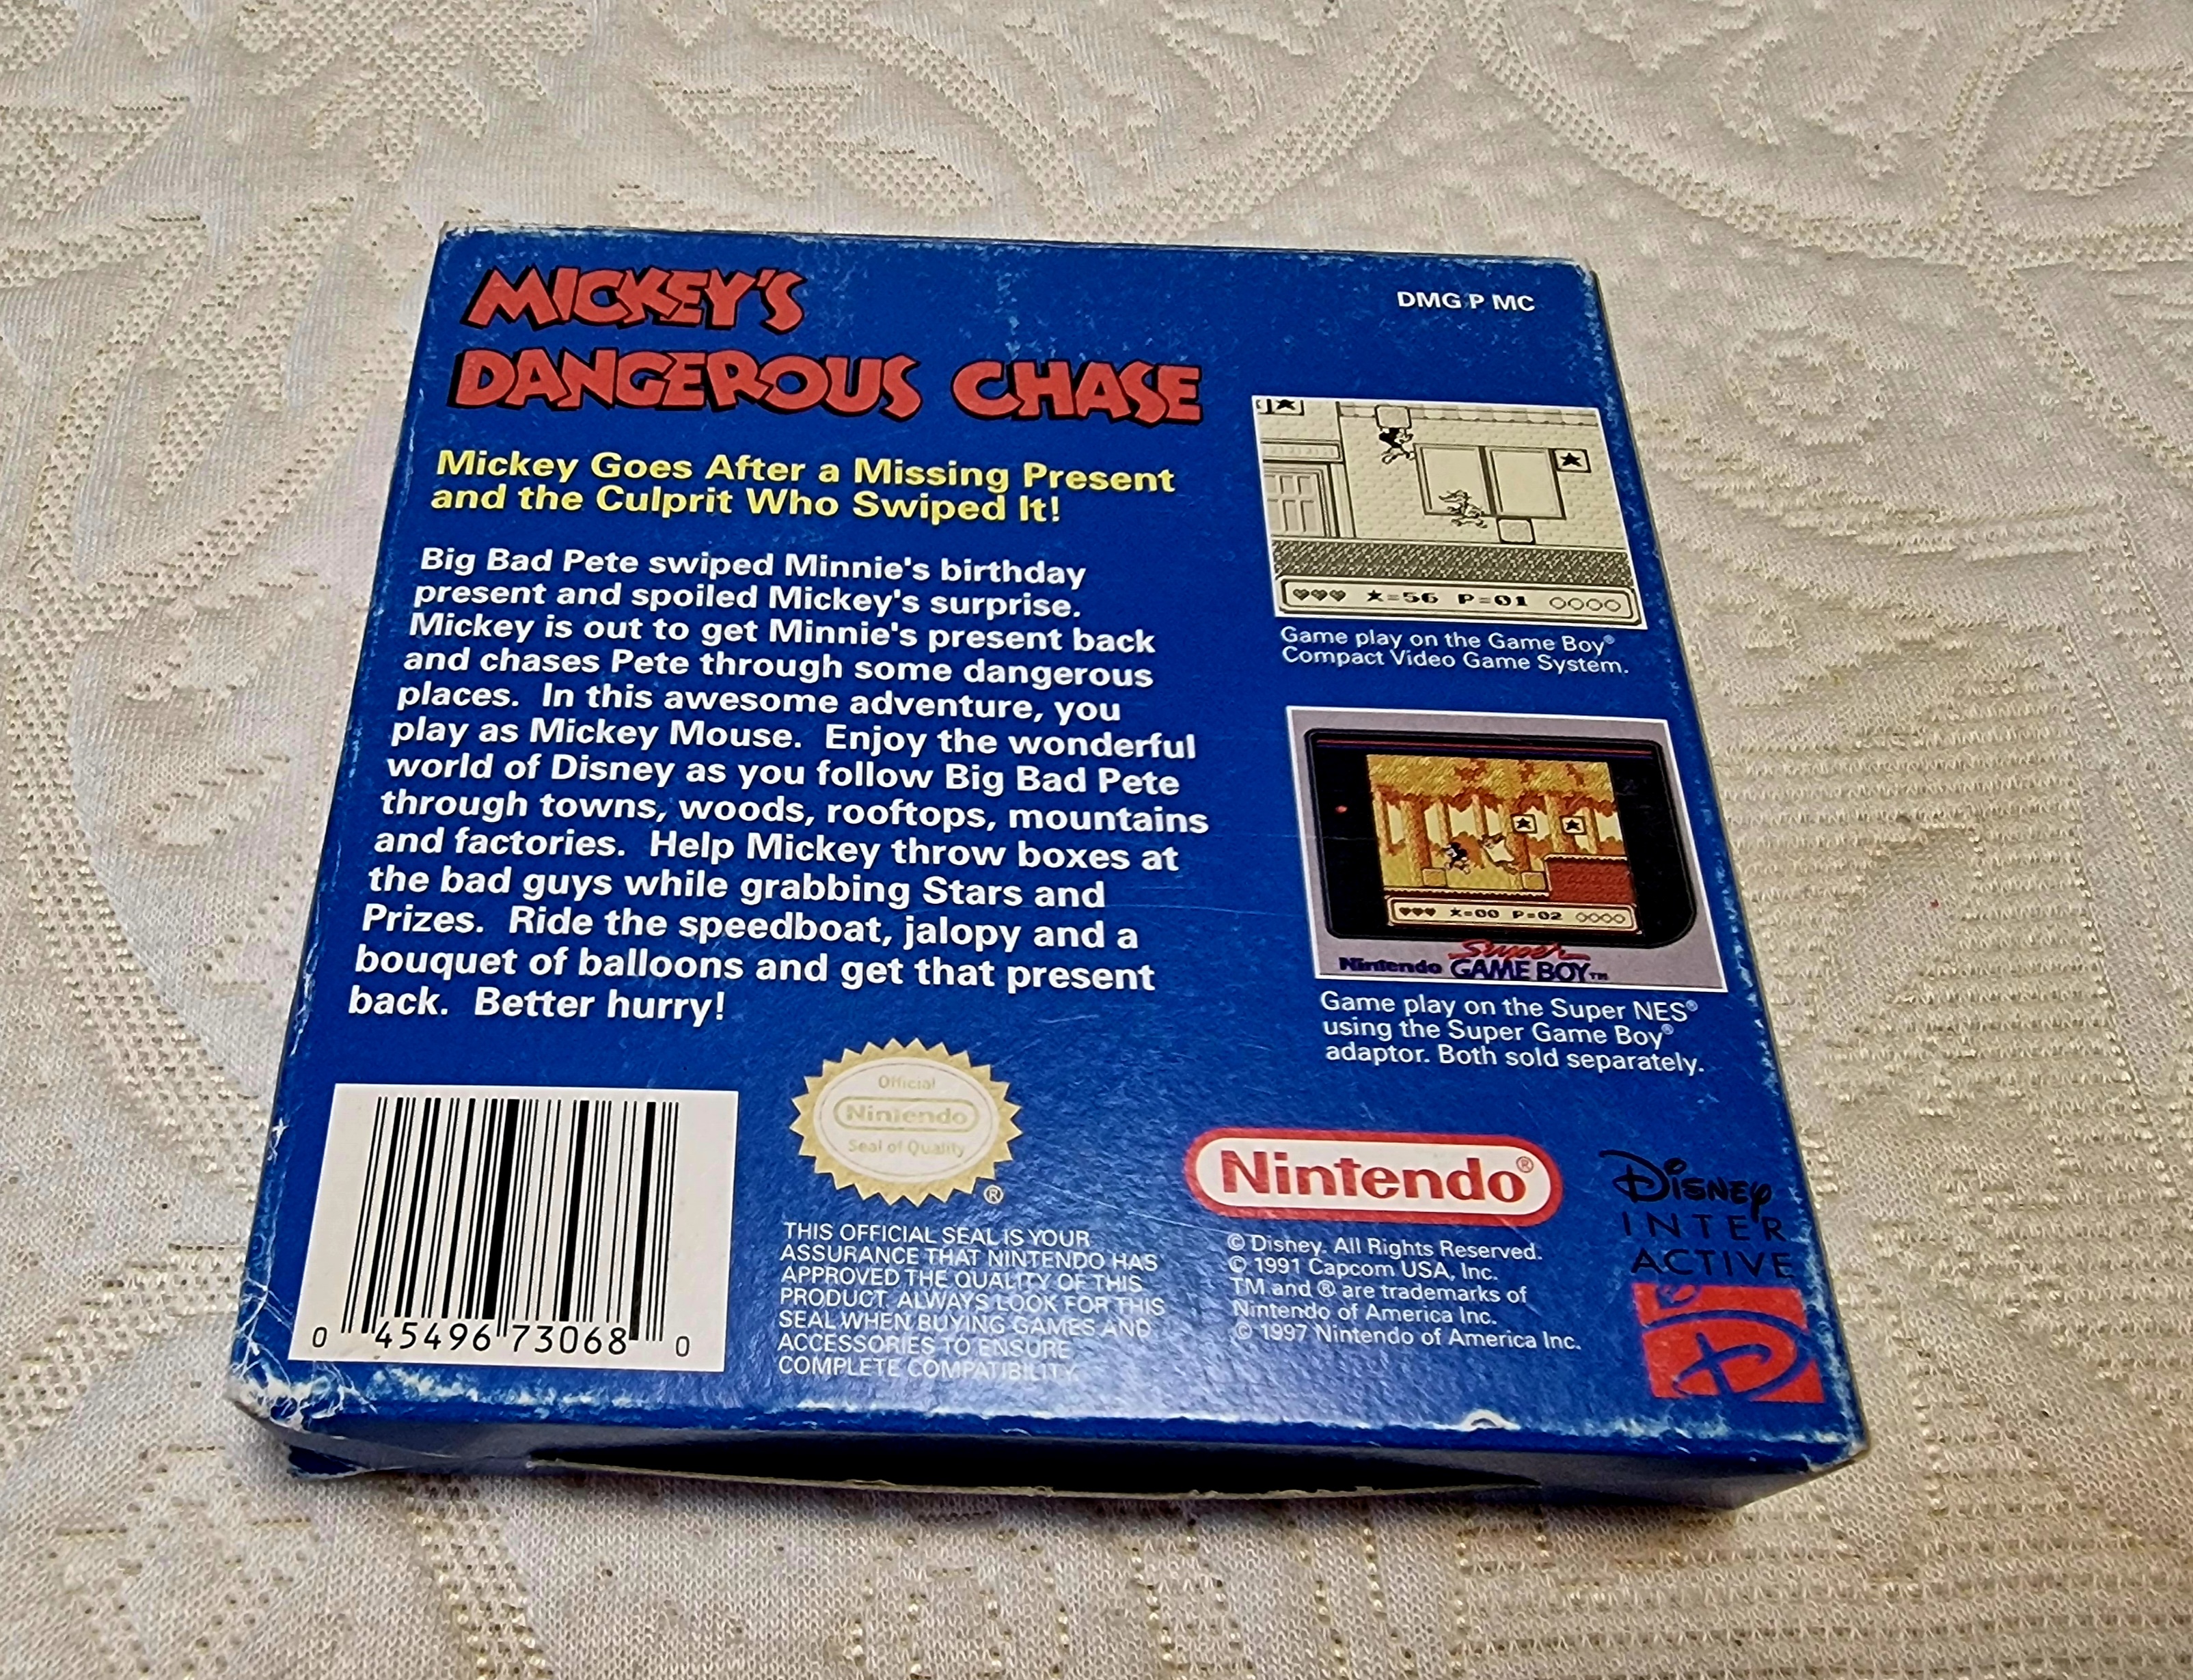 MICKEY'S
DANGEROUS CHASE
DMG P MC
Mickey Goes After a Missing Present
and the Culprit Who Swiped It!
Big Bad Pete swiped Minnie's birthday
present and spoiled Mickey's surprise.
Mickey is out to get Minnie's present back
and chases Pete through some dangerous
places. In this awesome adventure, you
play as Mickey Mouse. Enjoy the wonderful
world of Disney as you follow Big Bad Pete
through towns, woods, rooftops, mountains
and factories. Help Mickey throw boxes at
the bad guys while grabbing Stars and
Prizes. Ride the speedboat, jalopy and a
bouquet of balloons and get that present
back. Better hurry!
★=56 P=01
Game play on the Game Boy®
Compact Video Game System.
★=00 P=02
Super
Nintendo GAME BOY™
Game play on the Super NES®
using the Super Game Boy®
adaptor. Both sold separately.
0 45496 73068 0
Official
Nintendo
Seal of Quality
®
THIS OFFICIAL SEAL IS YOUR
ASSURANCE THAT NINTENDO HAS
APPROVED THE QUALITY OF THIS
PRODUCT. ALWAYS LOOK FOR THIS
SEAL WHEN BUYING GAMES AND
ACCESSORIES TO ENSURE
COMPLETE COMPATIBILITY.
Nintendo®
© Disney. All Rights Reserved.
© 1991 Capcom USA, Inc.
TM and ® are trademarks of
Nintendo of America Inc.
© 1997 Nintendo of America Inc.
Disney
INTER
ACTIVE
D